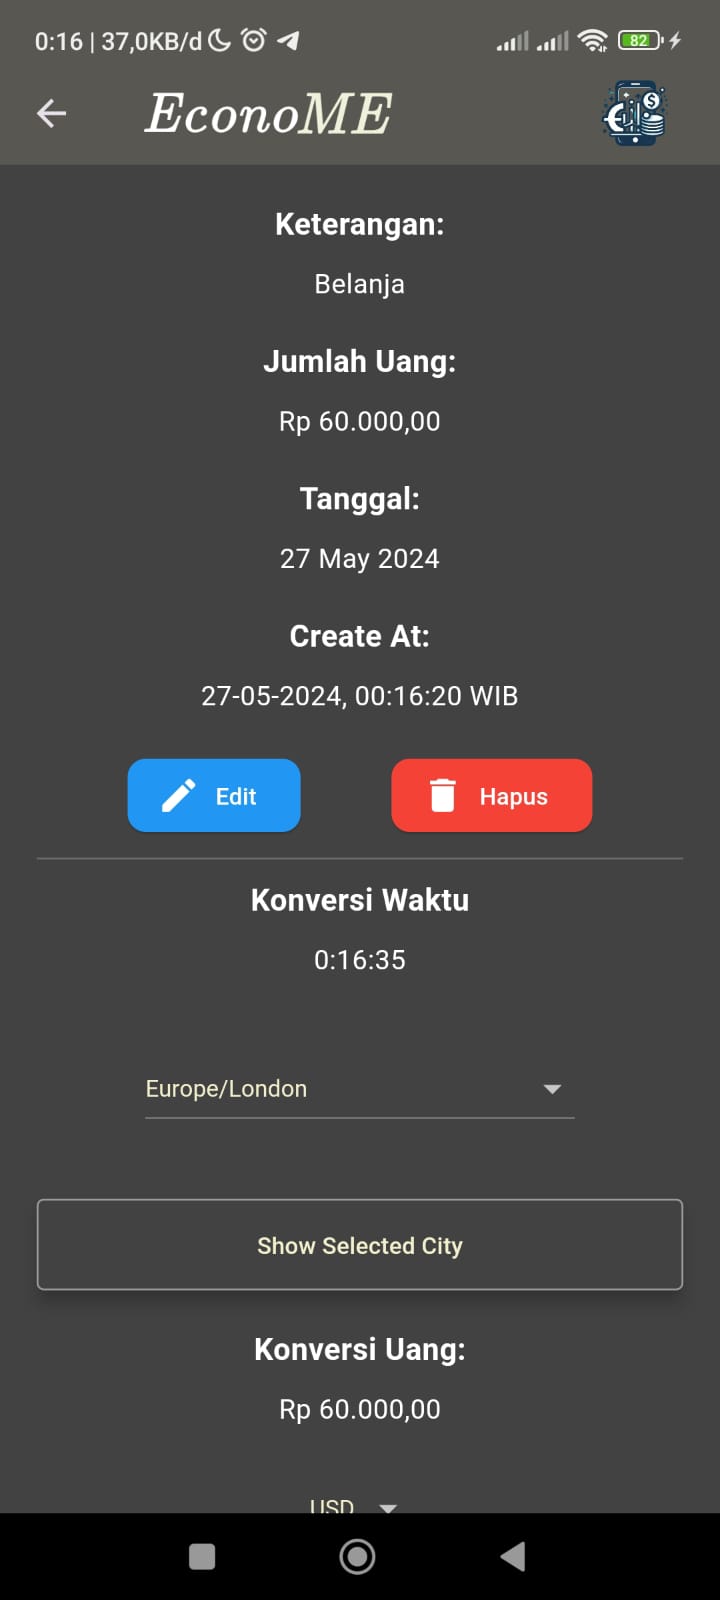 0:16 | 37,0KB/d 82
EconoME
Keterangan:
Belanja
Jumlah Uang:
Rp 60.000,00
Tanggal:
27 May 2024
Create At:
27-05-2024, 00:16:20 WIB
Edit Hapus
Konversi Waktu
0:16:35
Europe/London
Show Selected City
Konversi Uang:
Rp 60.000,00
USD